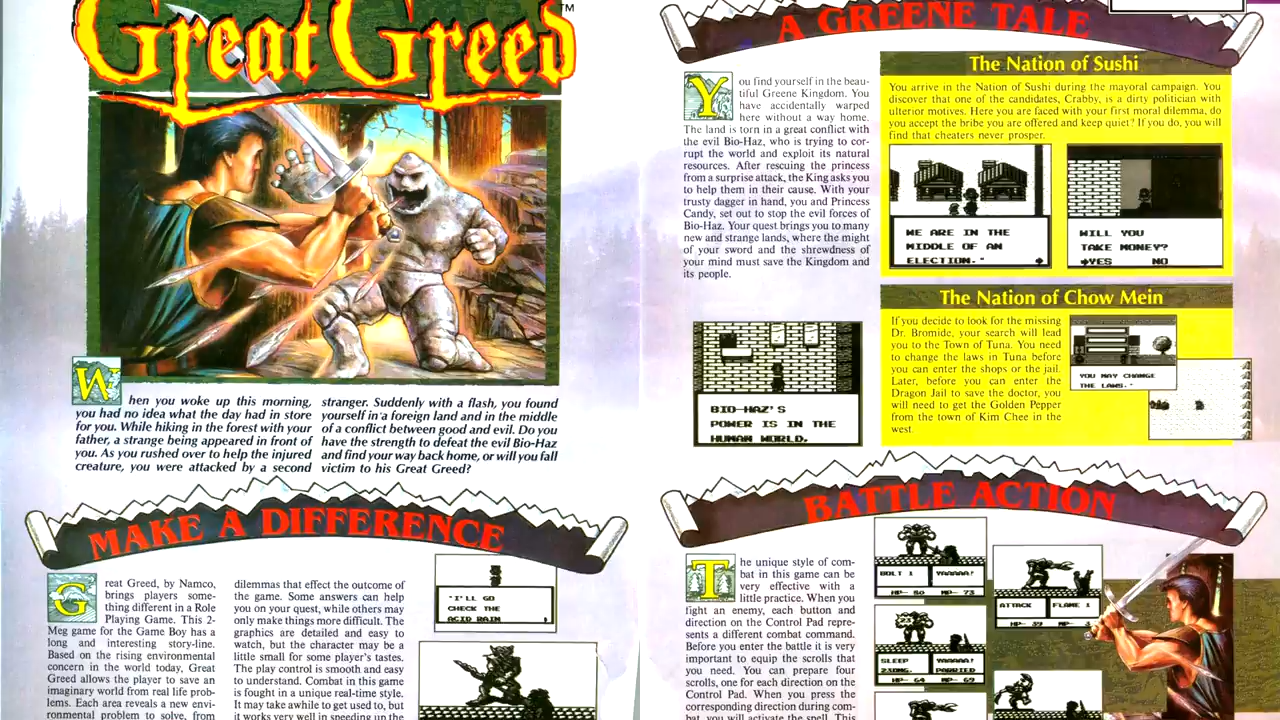 Great Greed™
When you woke up this morning,
you had no idea what the day had in store
for you. While hiking in the forest with your
father, a strange being appeared in front of
you. As you rushed to help the injured
creature, you were attacked by a second
stranger. Suddenly with a flash, you found
yourself in a foreign land and in the middle
of a conflict between good and evil. Do you
have the strength to defeat the evil Bio-Haz
and find your way back home, or will you fall
victim to his Great Greed?
MAKE A DIFFERENCE
Great Greed, by Namco,
brings players some-
thing different in a Role
Playing Game. This 2-
Meg game for the Game Boy has a
long and interesting story-line.
Based on the rising environmental
concern in the world today, Great
Greed allows the player to save an
imaginary world from real life prob-
lems. Each area reveals a new envi-
ronmental problem to solve, from
dilemmas that effect the outcome of
the game. Some answers can help
you on your quest, while others may
only make things more difficult. The
graphics are detailed and easy to
watch, but the character may be a
little small for some player's tastes.
The play control is smooth and easy
to understand. Combat in this game
is fought in a unique real-time style.
It may take awhile to get used to, but
it works very well in speeding up the
"I'LL GO
CHECK THE
ACID RAIN
A GREENE TALE
You find yourself in the beau-
tiful Greene Kingdom. You
have accidentally warped
here without a way home.
The land is torn in a great conflict with
the evil Bio-Haz, who is trying to cor-
rupt the world and exploit its natural
resources. After rescuing the princess
from a surprise attack, the King asks you
to help them in their cause. With your
trusty dagger in hand, you and Princess
Candy, set out to stop the evil forces of
Bio-Haz. Your quest brings you to many
new and strange lands, where the might
of your sword and the shrewdness of
your mind must save the Kingdom and
its people.
BIO-HAZ'S
POWER IS IN THE
HUMAN WORLD,
The Nation of Sushi
You arrive in the Nation of Sushi during the mayoral campaign. You
discover that one of the candidates, Crabby, is a dirty politician with
ulterior motives. Here you are faced with your first moral dilemma, do
you accept the bribe you are offered and keep quiet? If you do, you will
find that cheaters never prosper.
WE ARE IN THE
MIDDLE OF AN
ELECTION."
WILL YOU
TAKE MONEY?
YES NO
The Nation of Chow Mein
If you decide to look for the missing
Dr. Bromide, your search will lead
you to the Town of Tuna. You need
to change the laws in Tuna before
you can enter the shops or the jail.
Later, before you can enter the
Dragon Jail to save the doctor, you
will need to get the Golden Pepper
from the town of Kim Chee in the
west.
YOU MAY CHANGE
THE LAWS."
BATTLE ACTION
The unique style of com-
bat in this game can be
very effective with a
little practice. When you
fight an enemy, each button and
direction on the Control Pad repre-
sents a different combat command.
Before you enter the battle it is very
important to equip the scrolls that
you need. You can prepare four
scrolls, one for each direction on the
Control Pad. When you press the
corresponding direction during com-
bat, you will activate the spell. This
BOLT 1 YAAAAA!
HP- 80 MP- 73
ATTACK FLAME 1
HP- 39 MP- 3
SLEEP YAAAAA!
23DMG. PARRIED
HP- 64 MP- 69